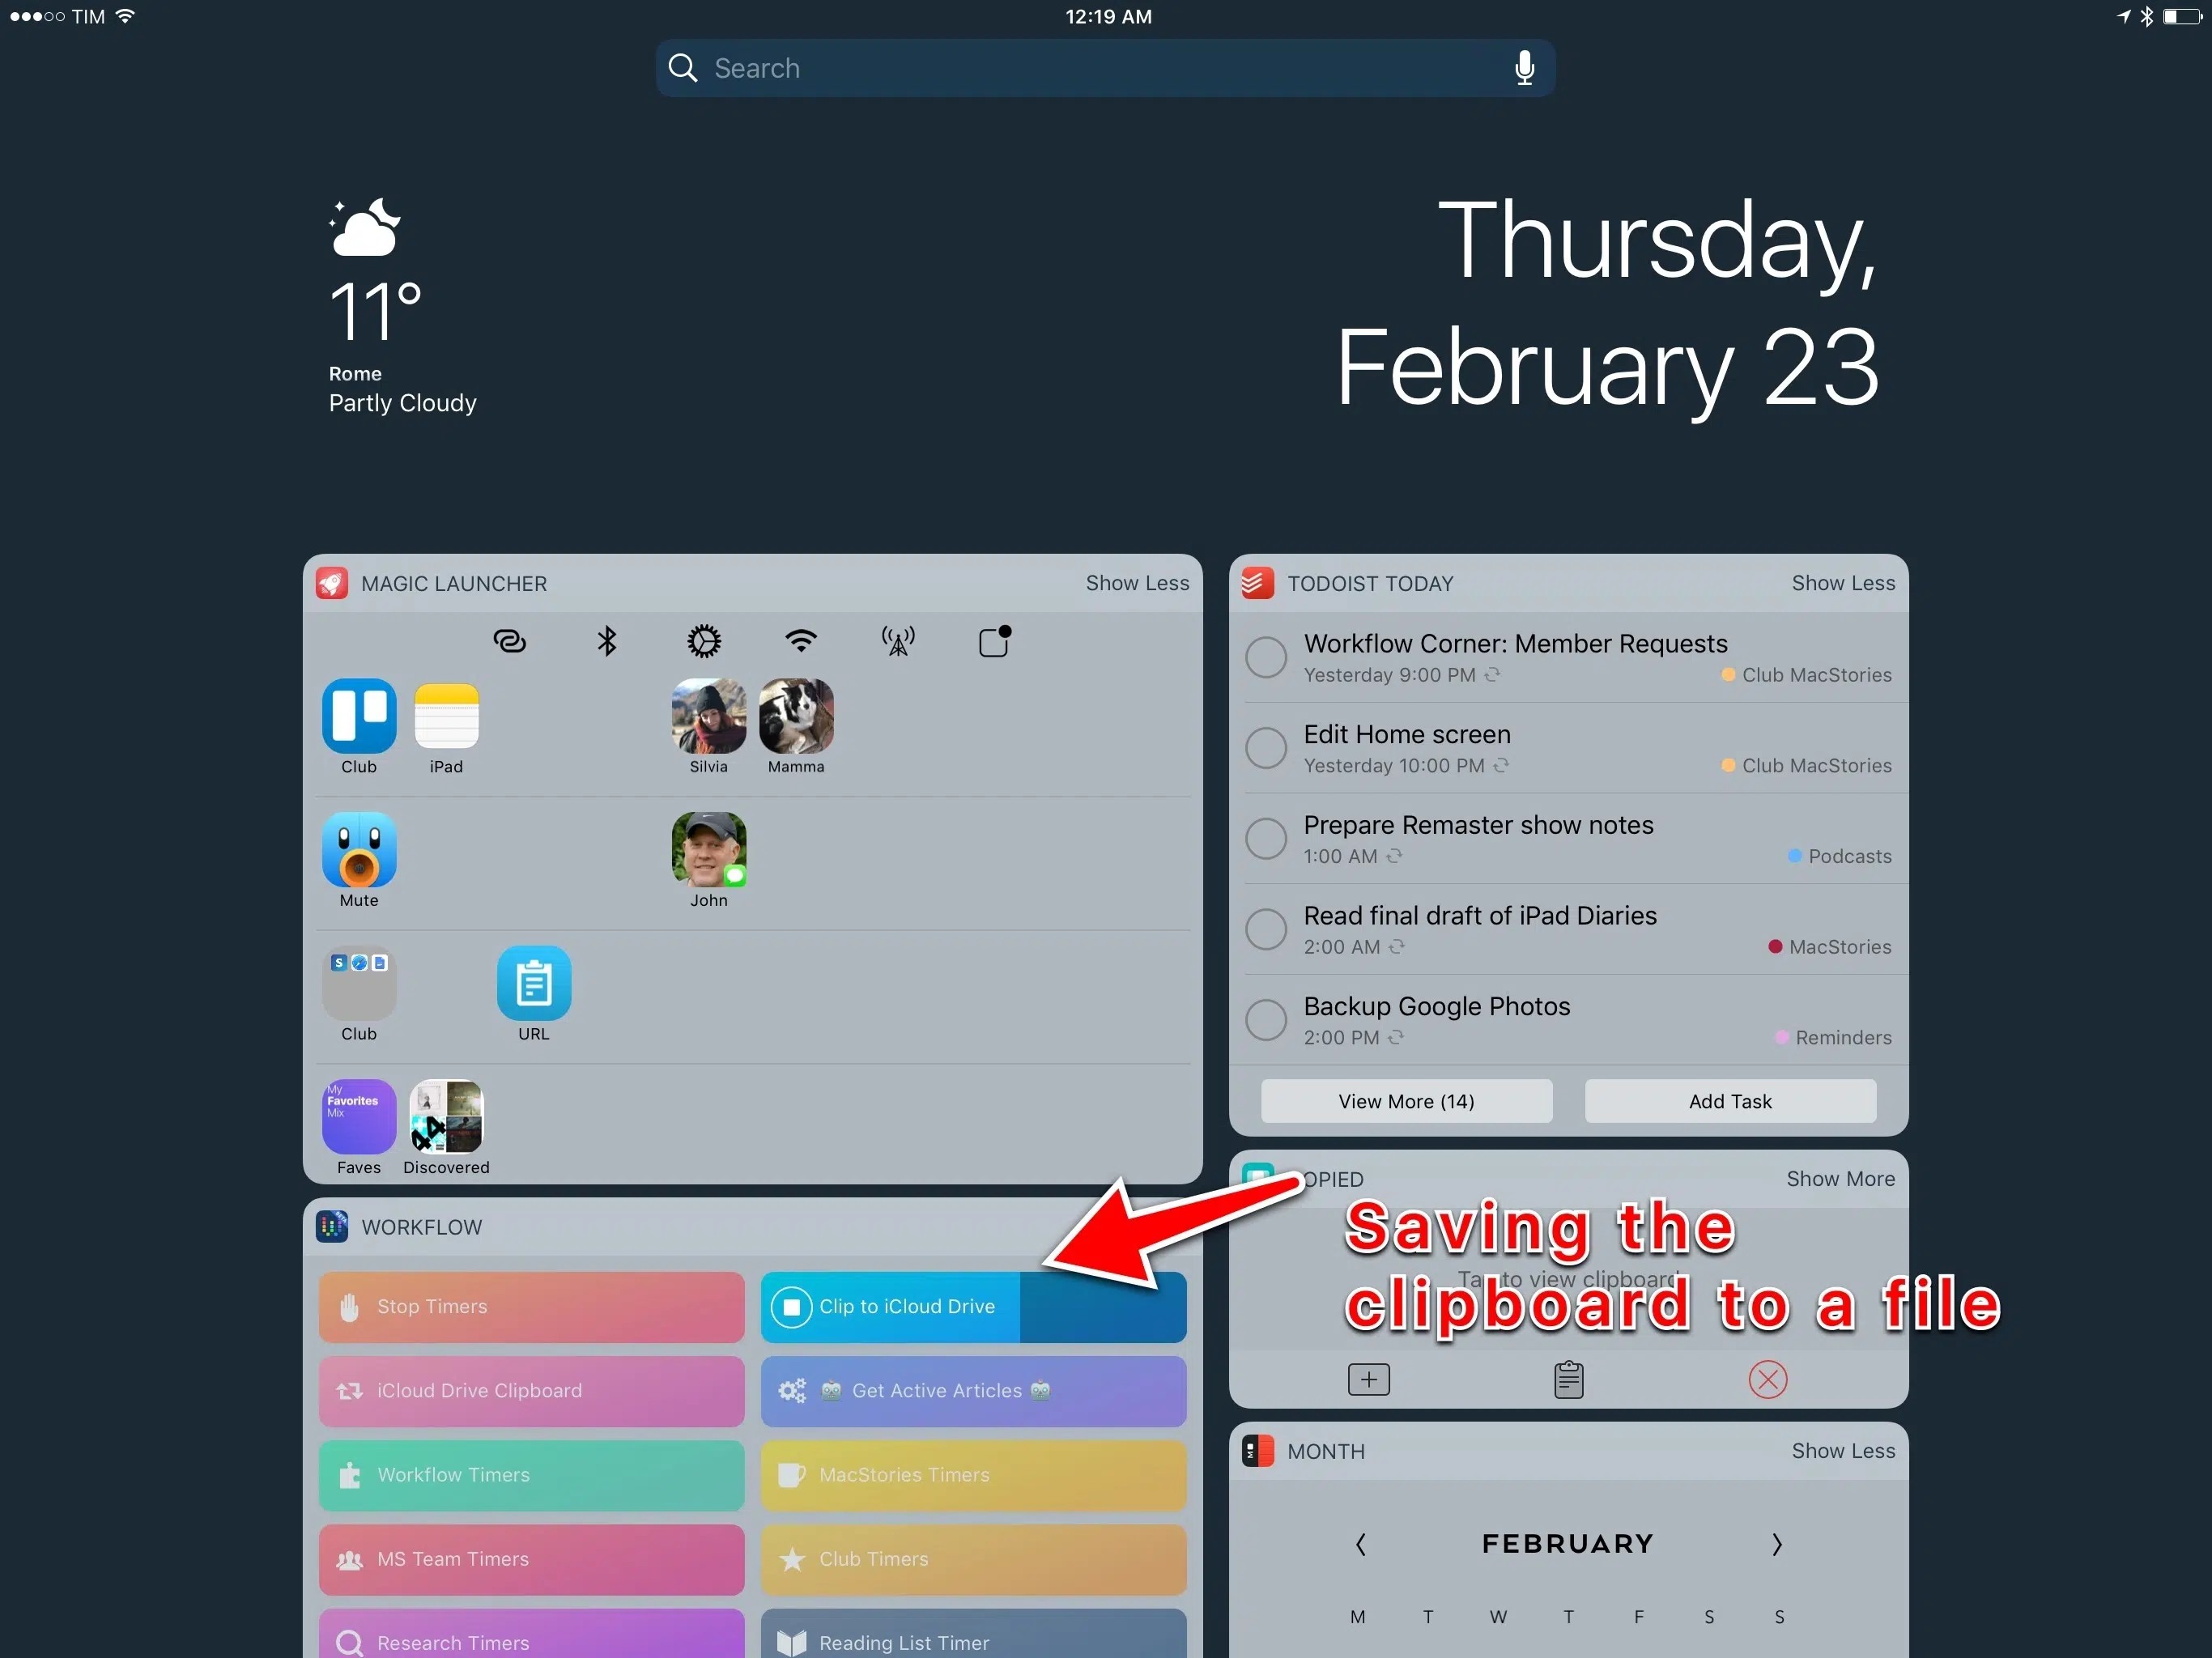 TIM
12:19 AM
Search
11°
Rome
Partly Cloudy
Thursday,
February 23
MAGIC LAUNCHER
Show Less
Club
iPad
Silvia
Mamma
Mute
John
S
Club
URL
My
Favorites
Mix
44
Faves
Discovered
WORKFLOW
Stop Timers
Clip to iCloud Drive
iCloud Drive Clipboard
Get Active Articles
Workflow Timers
MacStories Timers
MS Team Timers
Club Timers
Research Timers
Reading List Timer
TODOIST TODAY
Show Less
Workflow Corner: Member Requests
Yesterday 9:00 PM
Club MacStories
Edit Home screen
Yesterday 10:00 PM
Club MacStories
Prepare Remaster show notes
1:00 AM
Podcasts
Read final draft of iPad Diaries
2:00 AM
MacStories
Backup Google Photos
2:00 PM
Reminders
View More (14)
Add Task
OPIED
Show More
Saving the
Tap to view clipboard
clipboard to a file
MONTH
Show Less
FEBRUARY
M T W T F S S